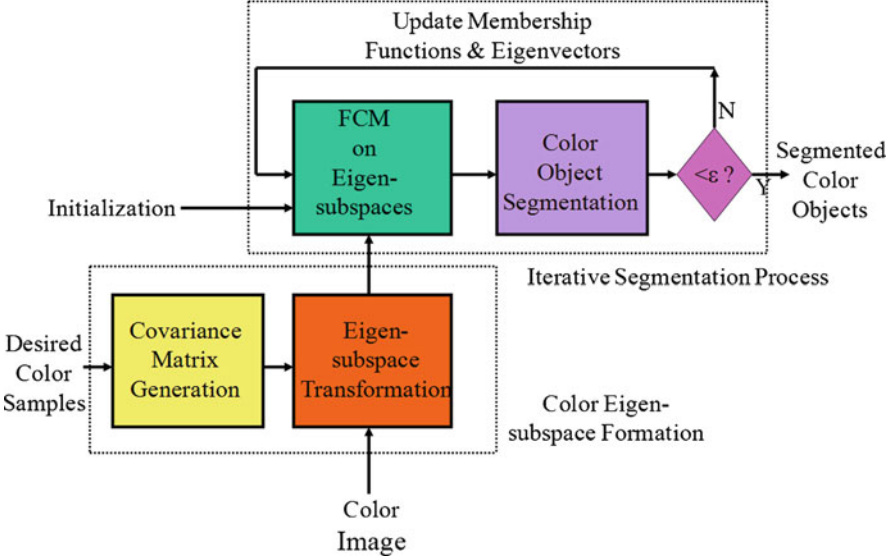 Update Membership
Functions & Eigenvectors
FCM
on
Eigen-
subspaces
Color
Object
Segmentation
<ε ?
N
Y
Segmented
Color
Objects
Initialization
Iterative Segmentation Process
Desired
Color
Samples
Covariance
Matrix
Generation
Eigen-
subspace
Transformation
Color Eigen-
subspace Formation
Color
Image